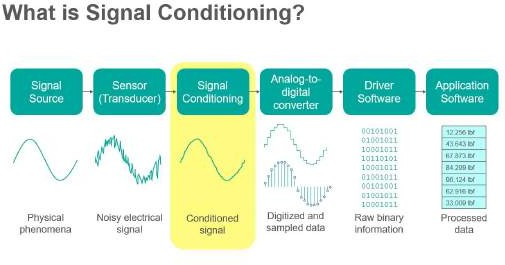 What is Signal Conditioning?
Signal
Source
Sensor
(Transducer)
Signal
Conditioning
Analog-to-
digital
converter
Driver
Software
Application
Software
00101001
01001011
10001011
10110101
10001011
01001011
00101001
01001011
10001011
12.256 lbf
43.643 lbf
67.873 lbf
84.299 lbf
96.124 lbf
62.916 lbf
33.009 lbf
Physical
phenomena
Noisy electrical
signal
Conditioned
signal
Digitized and
sampled data
Raw binary
information
Processed
data